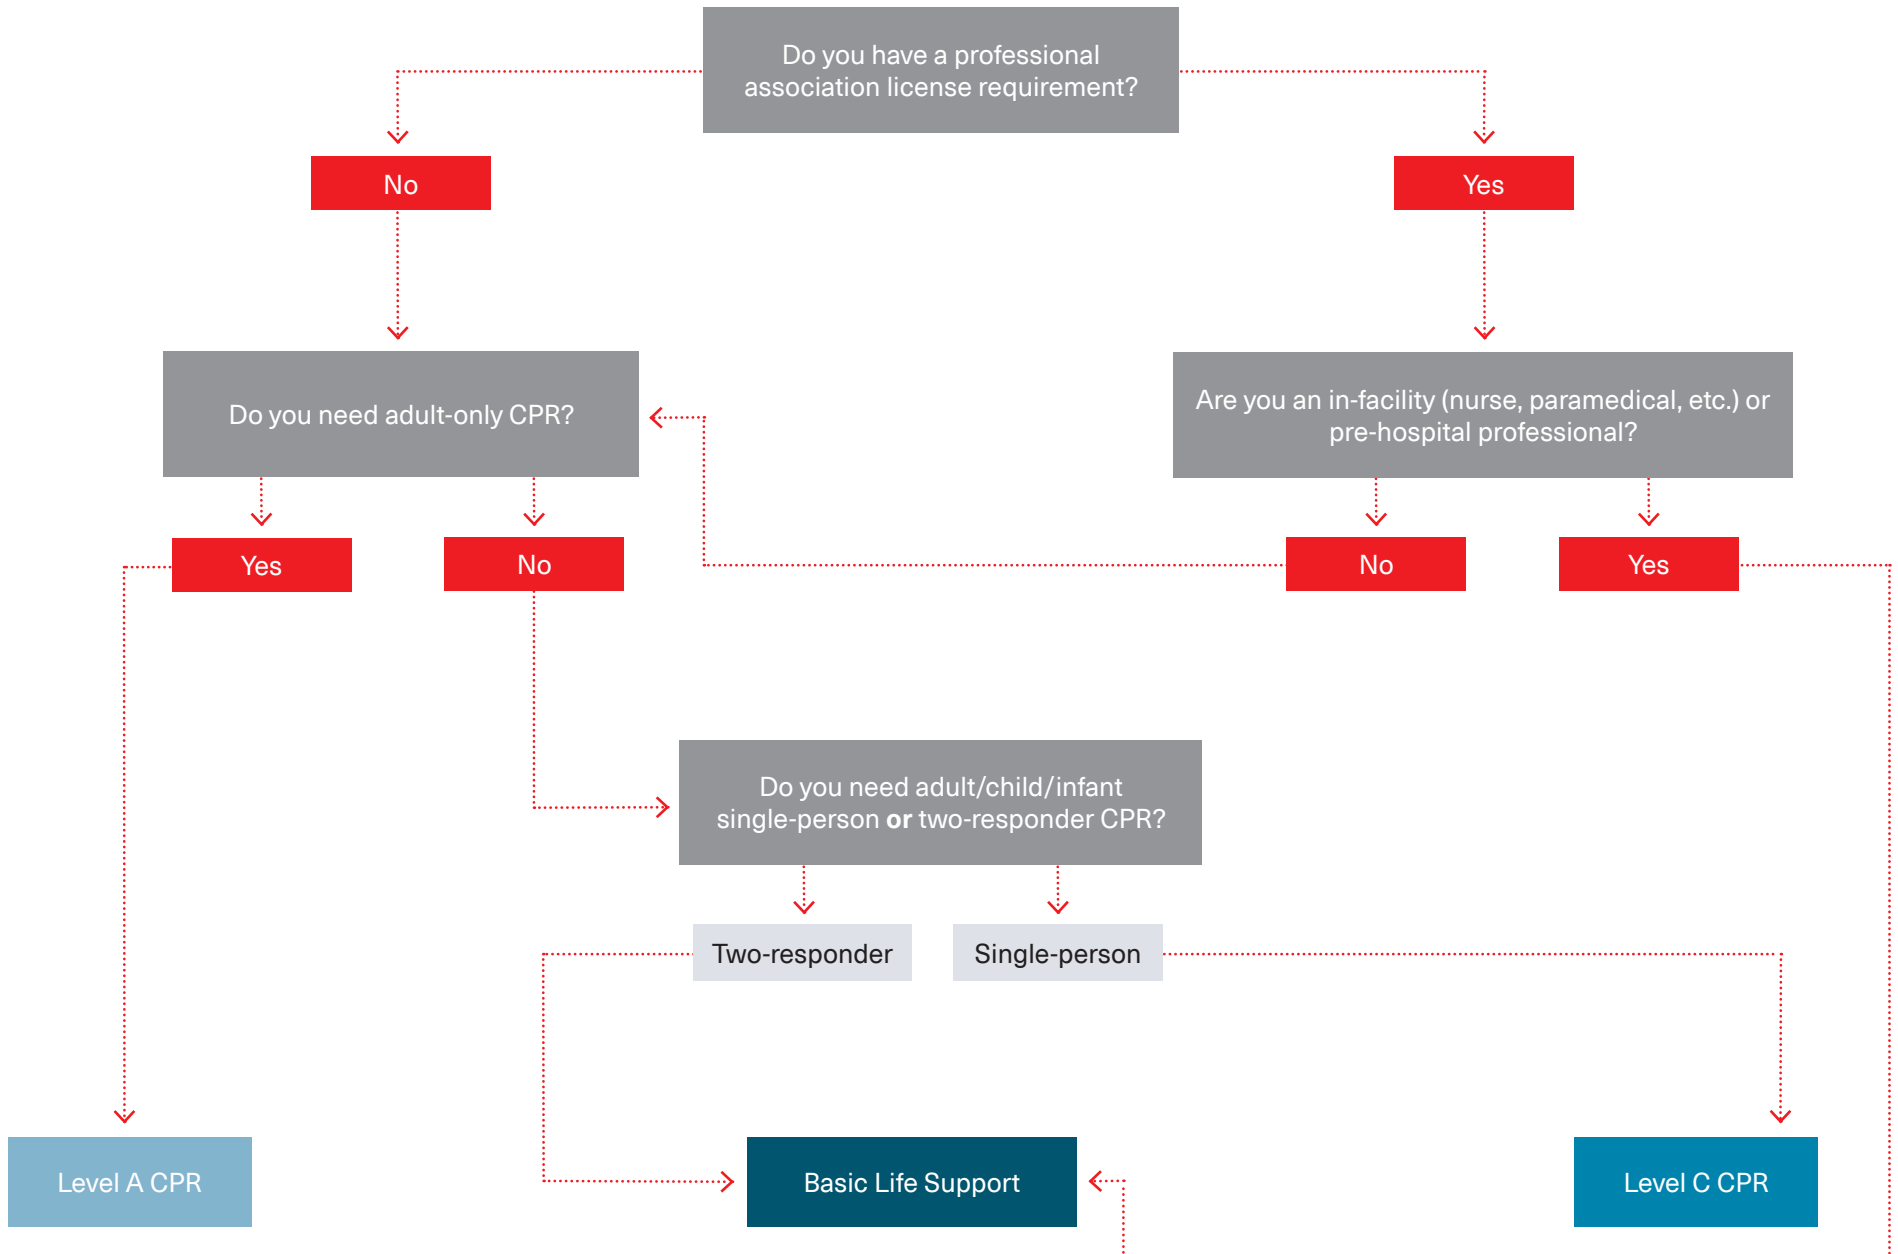 Do you have a professional
association license requirement?
No
Yes
Do you need adult-only CPR?
Are you an in-facility (nurse, paramedical, etc.) or
pre-hospital professional?
Yes
No
No
Yes
Do you need adult/child/infant
single-person or two-responder CPR?
Two-responder
Single-person
Level A CPR
Basic Life Support
Level C CPR